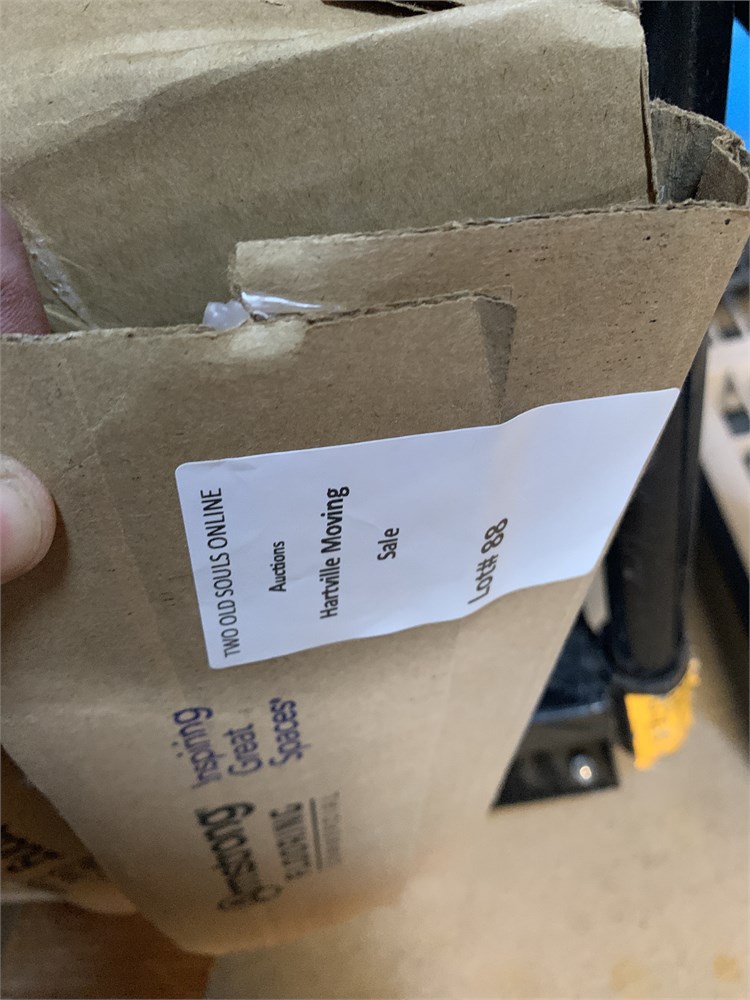 TWO OLD SOULS ONLINE
Auctions
Hartville Moving
Sale
Lot# 88
Armstrong
FLOORING
Inspiring
Great
Spaces®